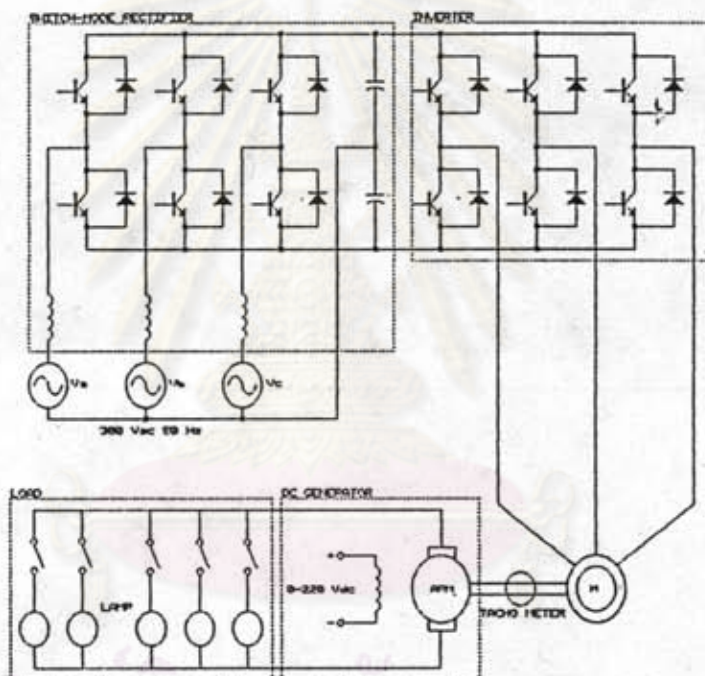 SWITCH-MODE RECTIFIER
INVERTER
Va
Vb
Vc
380 Vac 50 Hz
LOAD
DC GENERATOR
LAMP
+
0-220 Vdc
-
ARM
TACHO METER
M